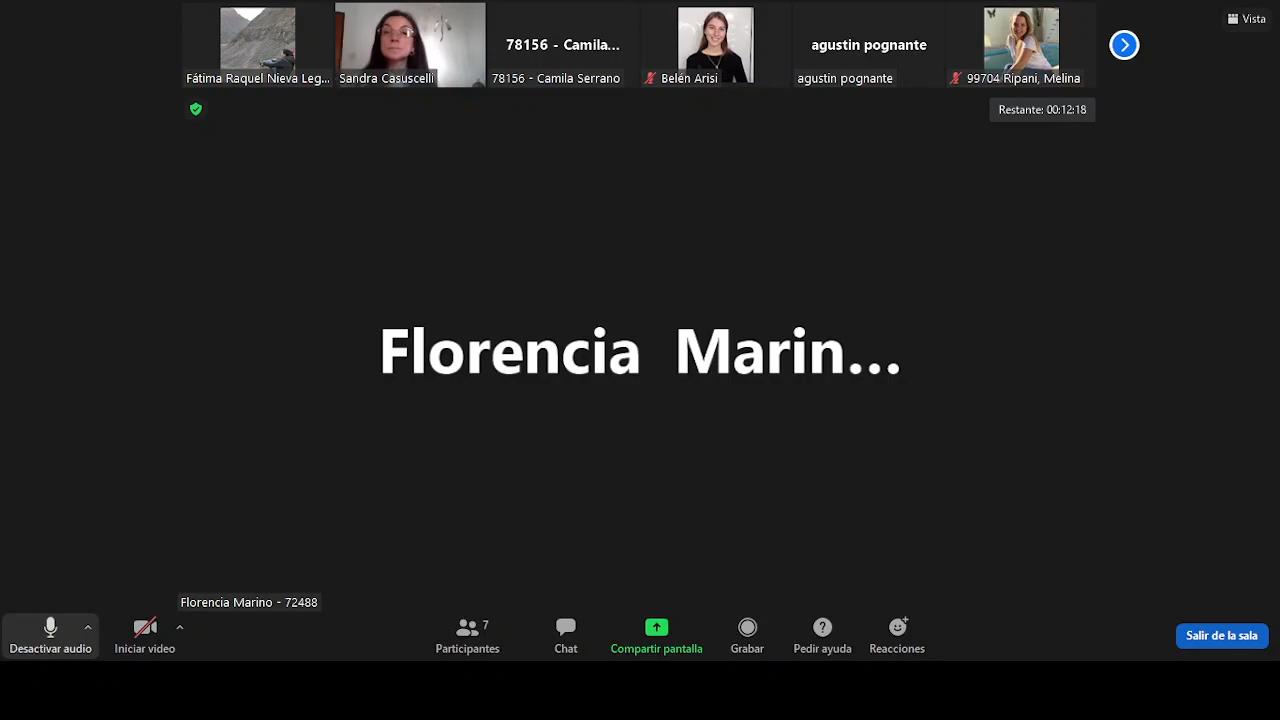 78156 - Camila...
agustin pognante
Vista
Fátima Raquel Nieva Leg...
Sandra Casuscelli
78156 - Camila Serrano
Belén Arisi
agustin pognante
99704 Ripani, Melina
Restante: 00:12:18
Florencia Marin...
Florencia Marino - 72488
Desactivar audio
Iniciar video
7
Participantes
Chat
Compartir pantalla
Grabar
Pedir ayuda
Reacciones
Salir de la sala